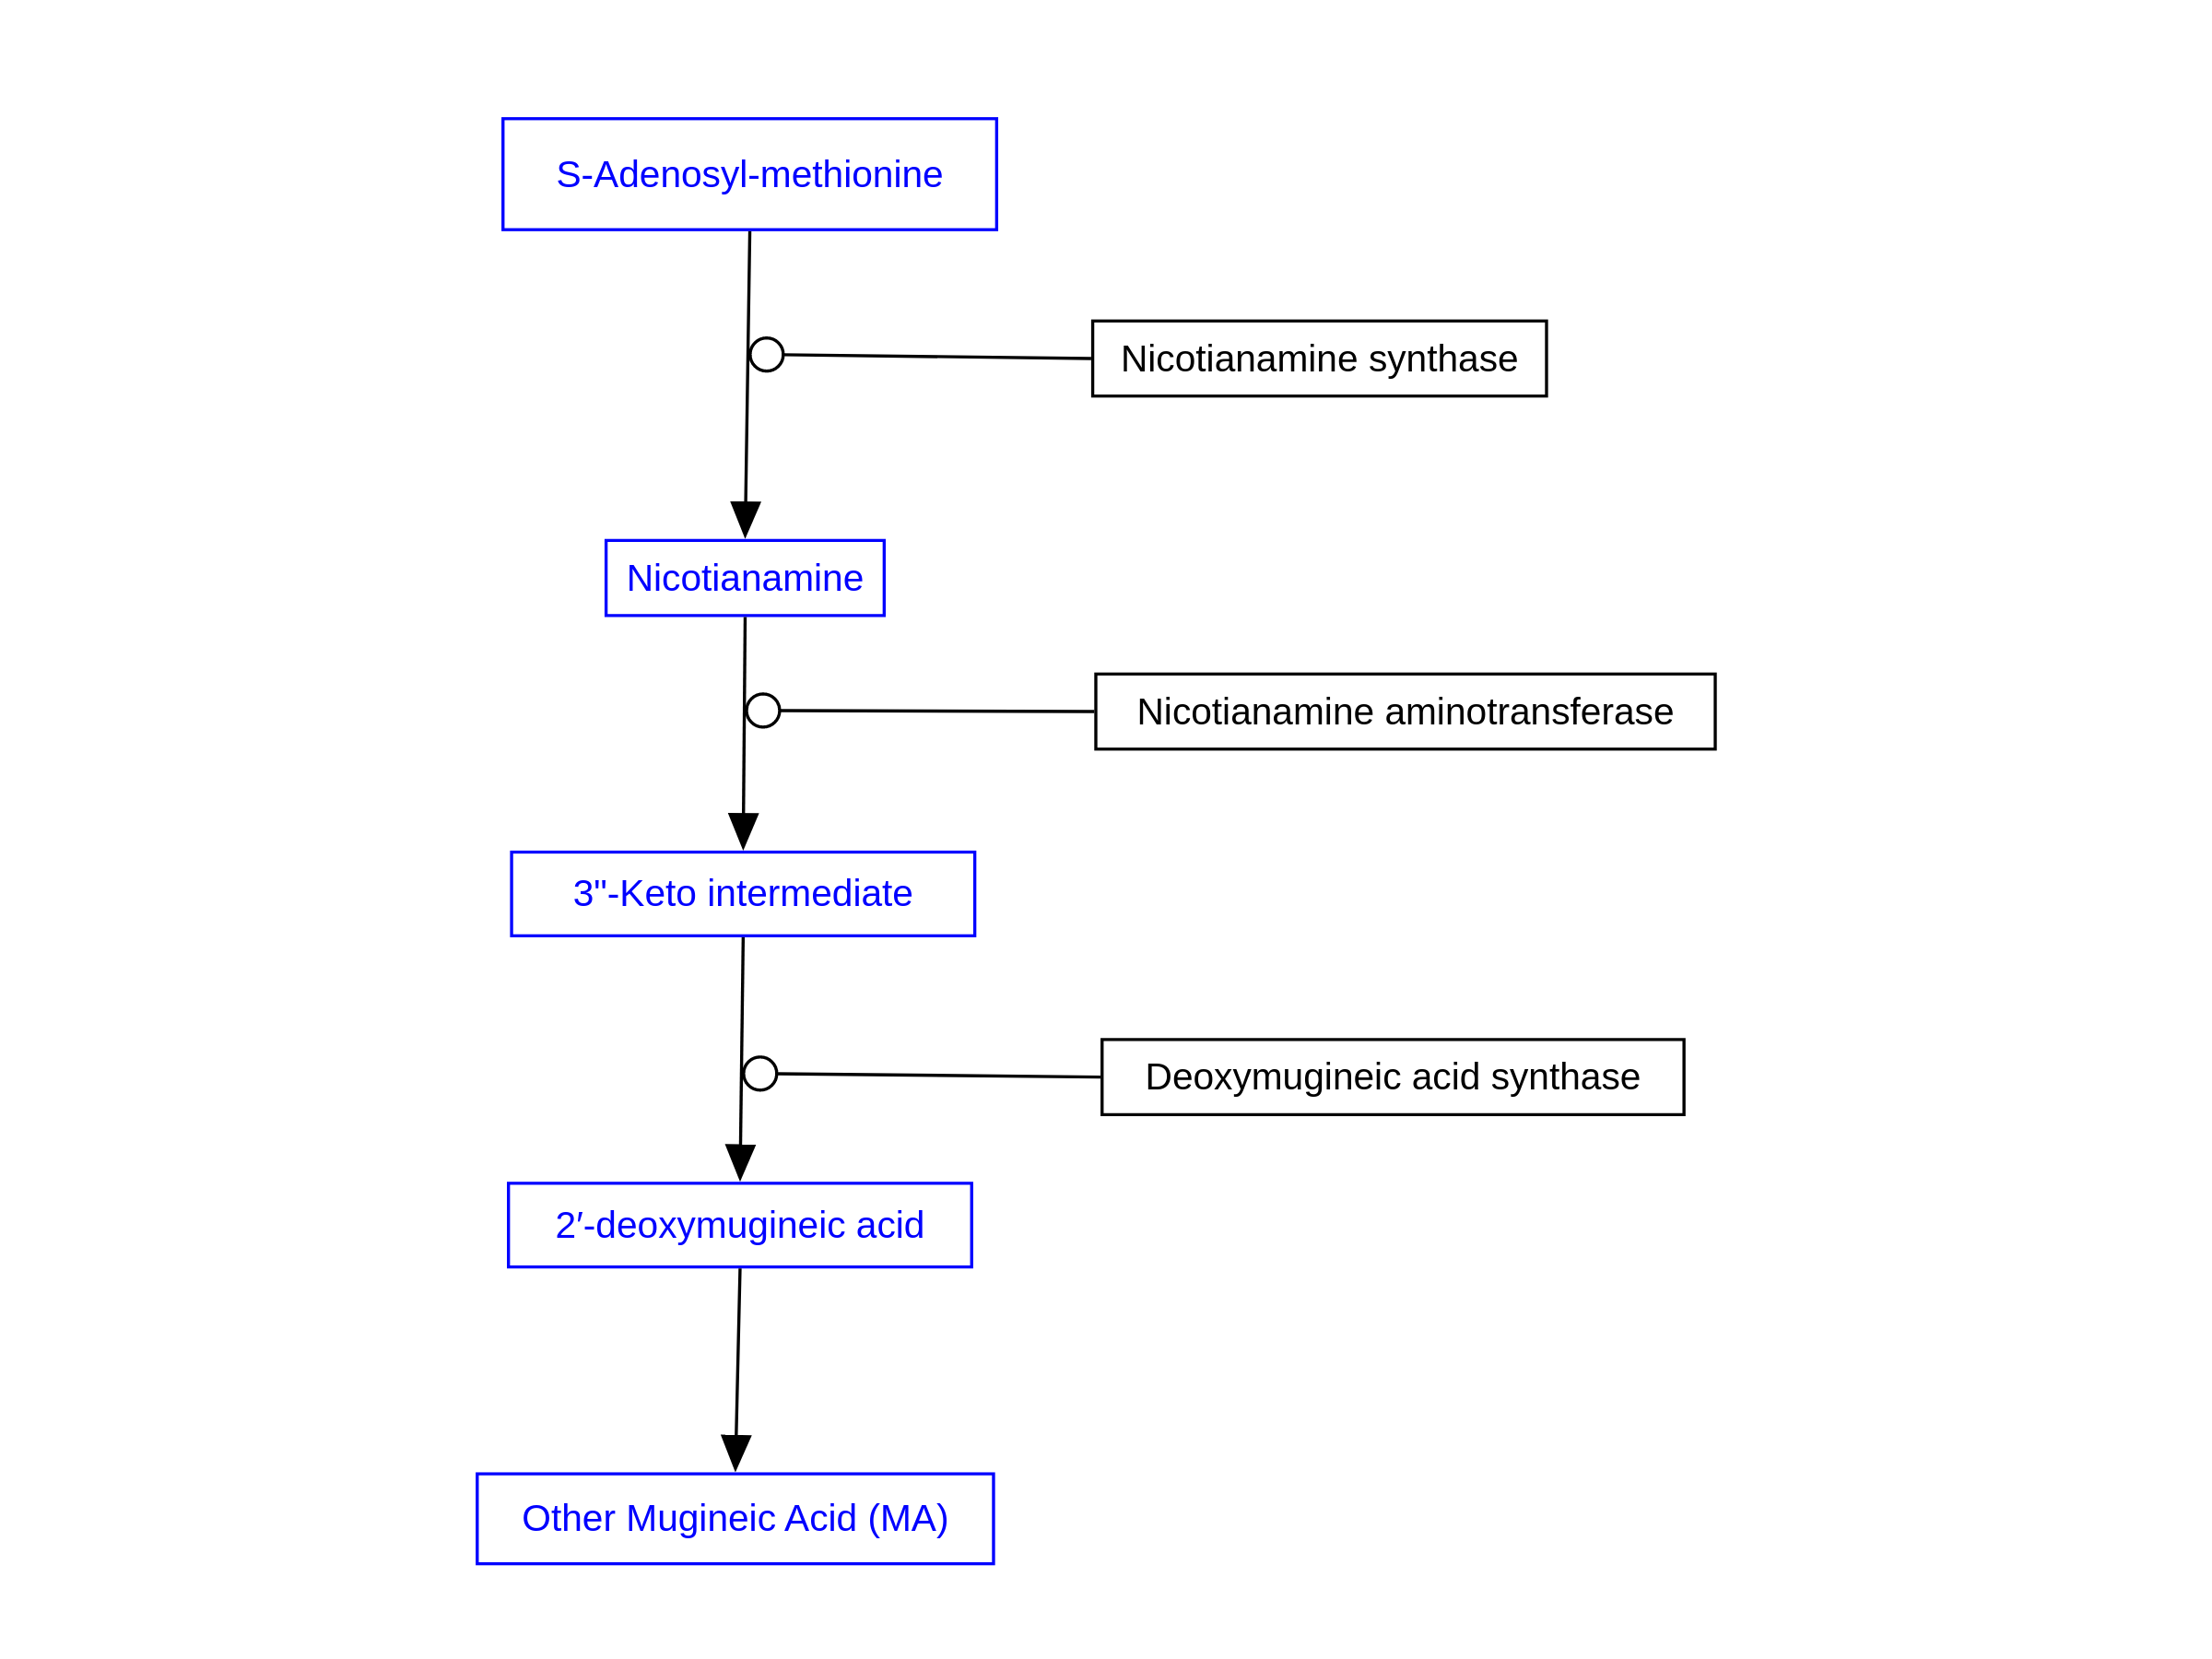 S-Adenosyl-methionine
Nicotianamine synthase
Nicotianamine
Nicotianamine aminotransferase
3"-Keto intermediate
Deoxymugineic acid synthase
2′-deoxymugineic acid
Other Mugineic Acid (MA)